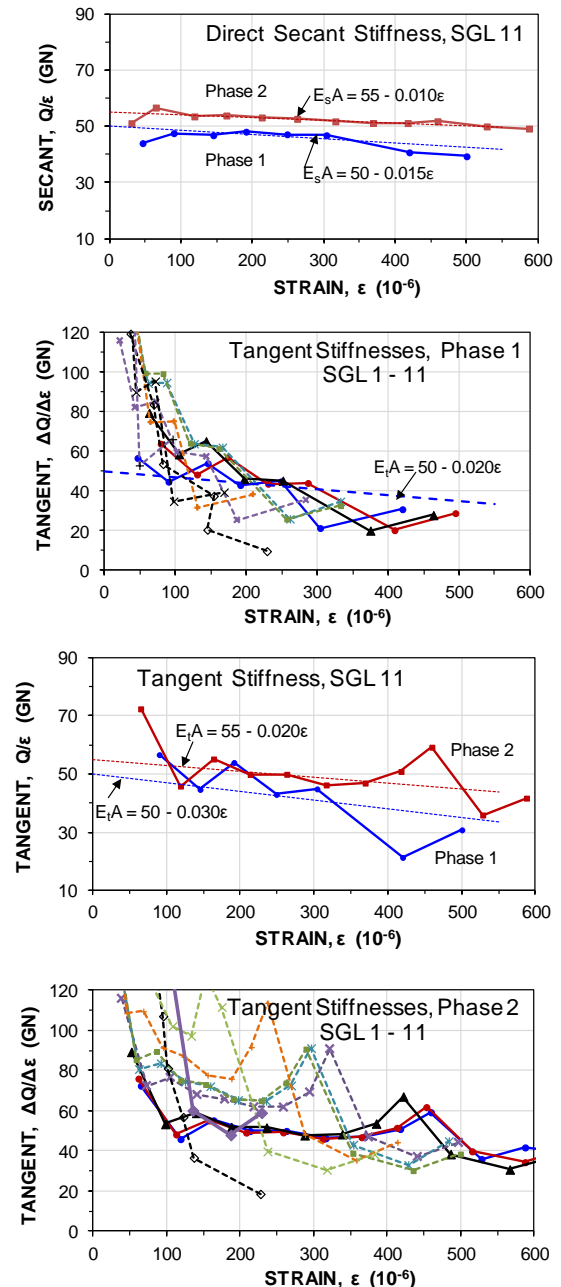 Direct Secant Stiffness, SGL 11
SECANT, Q/ε (GN)
90
70
50
30
10
Phase 2
EₛA = 55 - 0.010ε
Phase 1
EₛA = 50 - 0.015ε
0 100 200 300 400 500 600
STRAIN, ε (10⁻⁶)
Tangent Stiffnesses, Phase 1
SGL 1 - 11
TANGENT, ΔQ/Δε (GN)
120
100
80
60
40
20
0
EₜA = 50 - 0.020ε
0 100 200 300 400 500 600
STRAIN, ε (10⁻⁶)
Tangent Stiffness, SGL 11
TANGENT, Q/ε (GN)
90
70
50
30
10
EₜA = 55 - 0.020ε
Phase 2
EₜA = 50 - 0.030ε
Phase 1
0 100 200 300 400 500 600
STRAIN, ε (10⁻⁶)
Tangent Stiffnesses, Phase 2
SGL 1 - 11
TANGENT, ΔQ/Δε (GN)
120
100
80
60
40
20
0
0 100 200 300 400 500 600
STRAIN, ε (10⁻⁶)